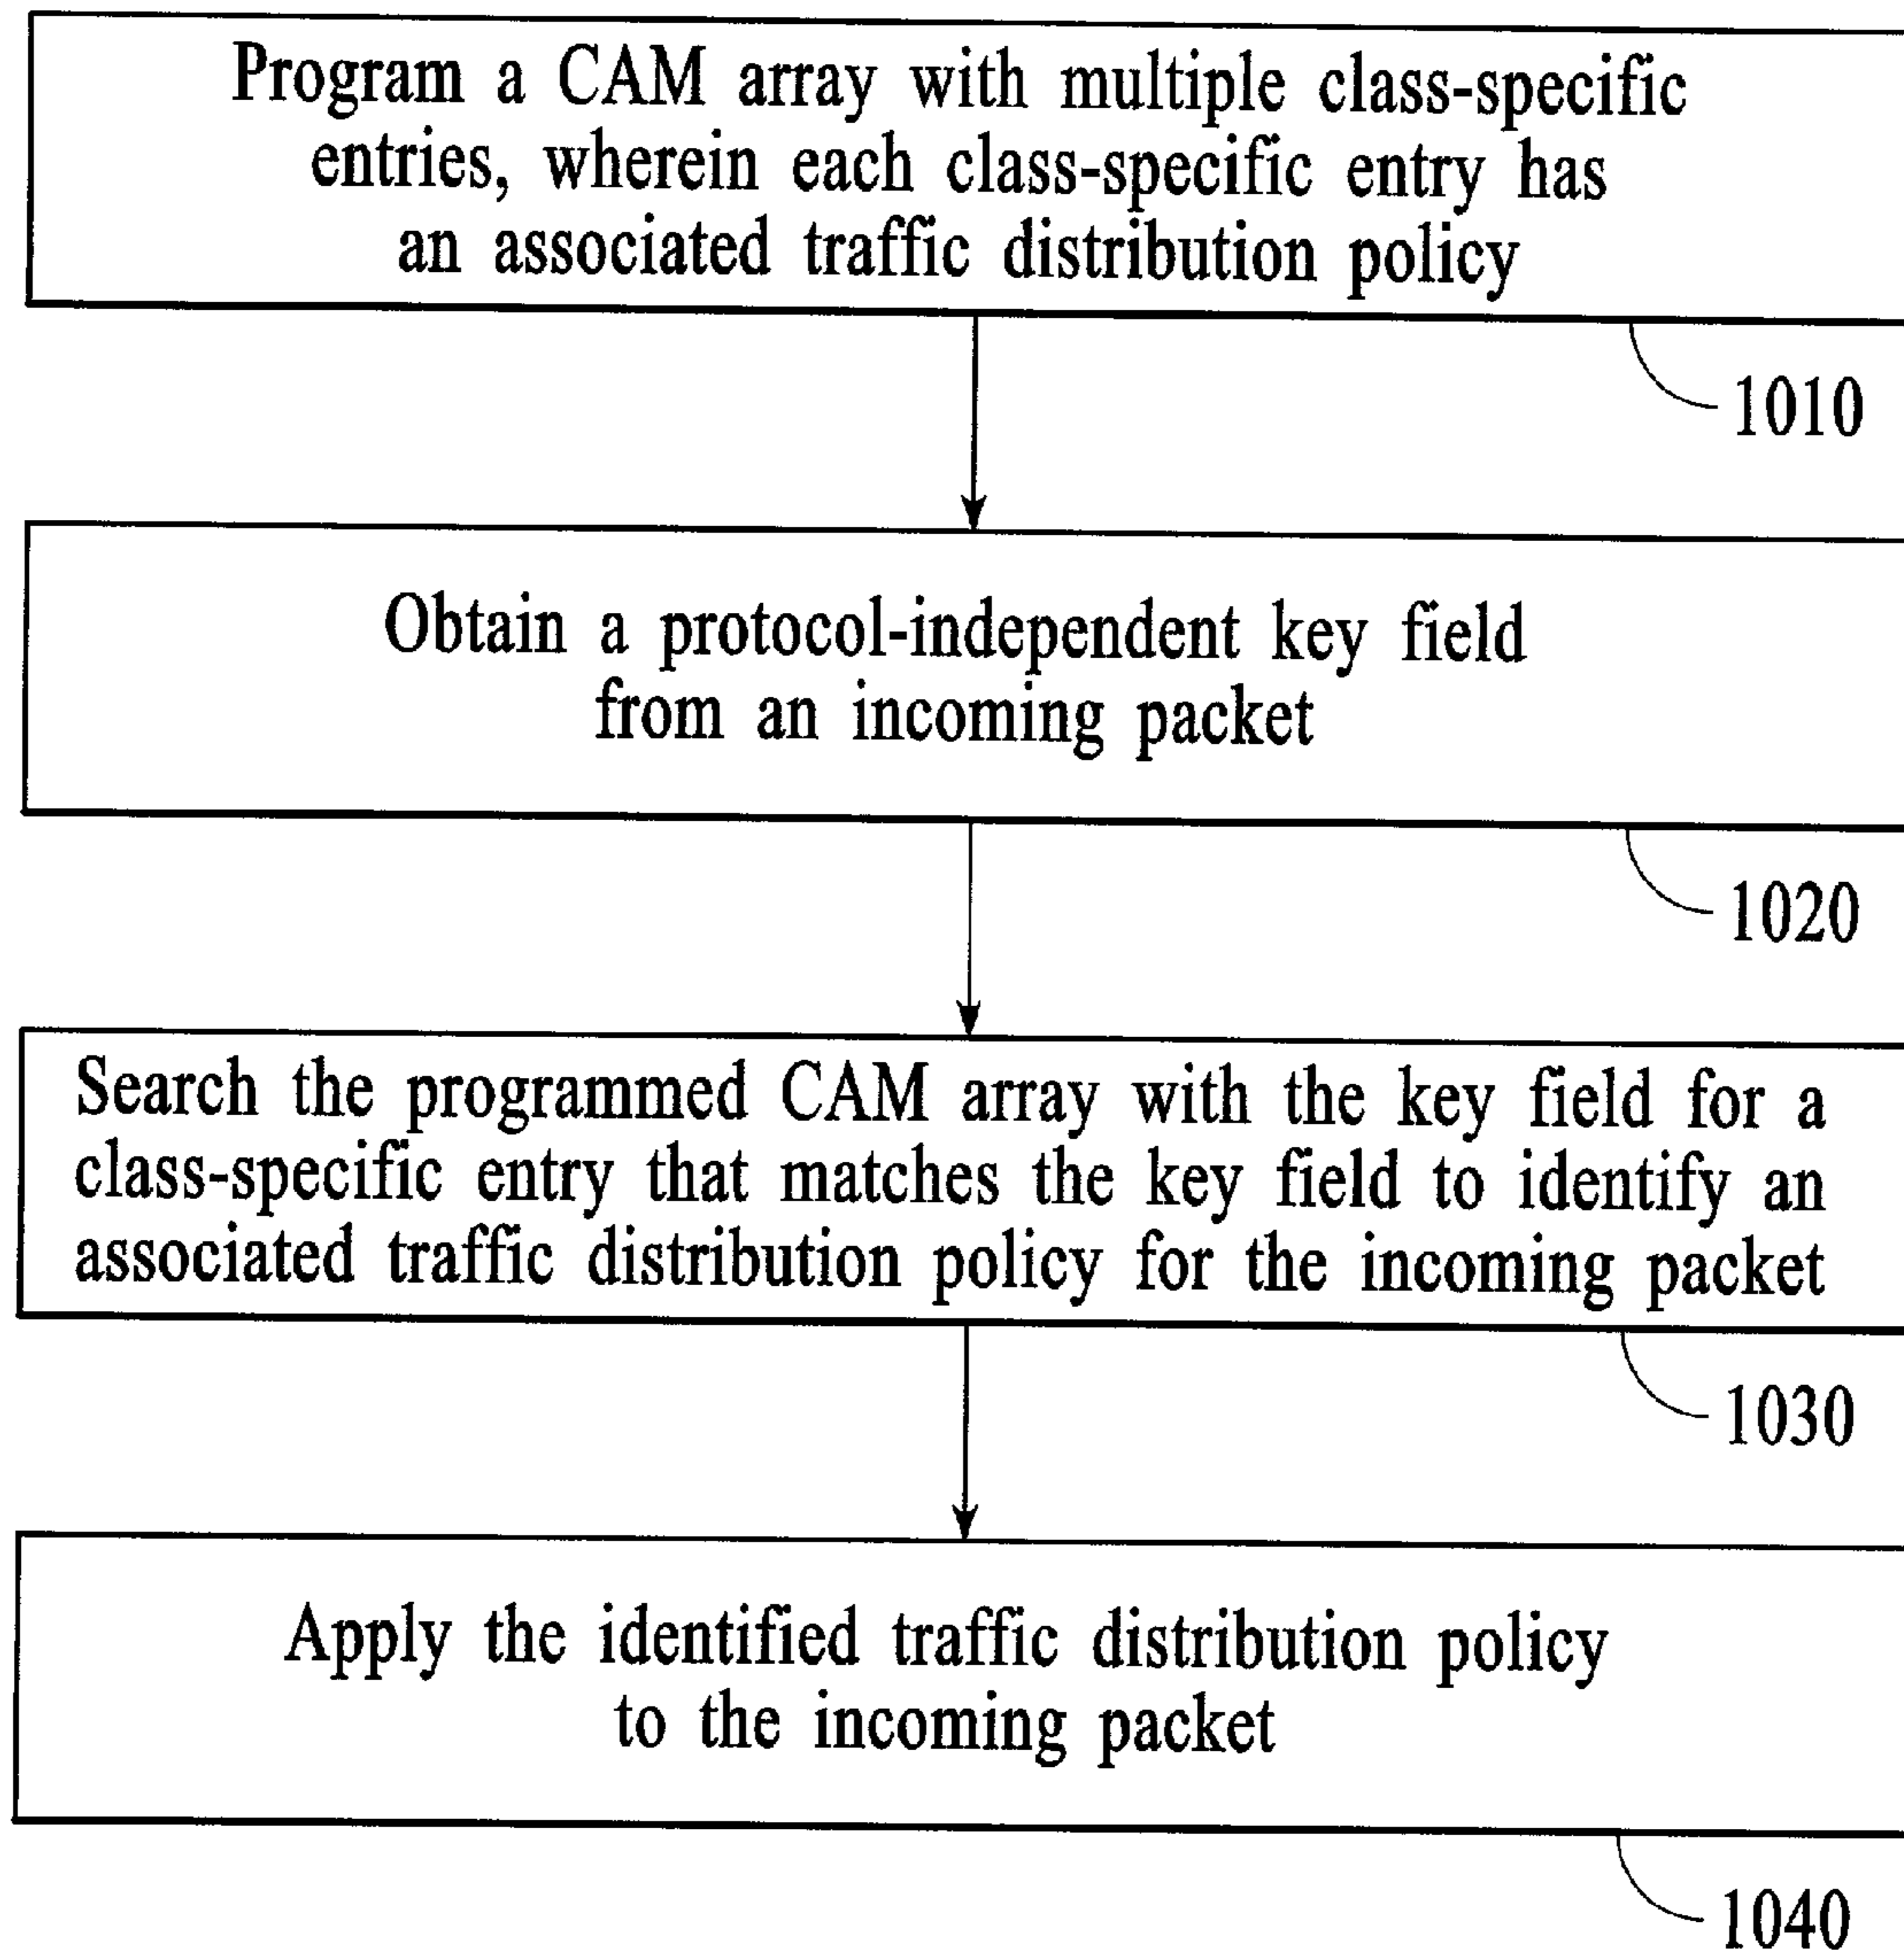 Program a CAM array with multiple class-specific
entries, wherein each class-specific entry has
an associated traffic distribution policy
1010
Obtain a protocol-independent key field
from an incoming packet
1020
Search the programmed CAM array with the key field for a
class-specific entry that matches the key field to identify an
associated traffic distribution policy for the incoming packet
1030
Apply the identified traffic distribution policy
to the incoming packet
1040